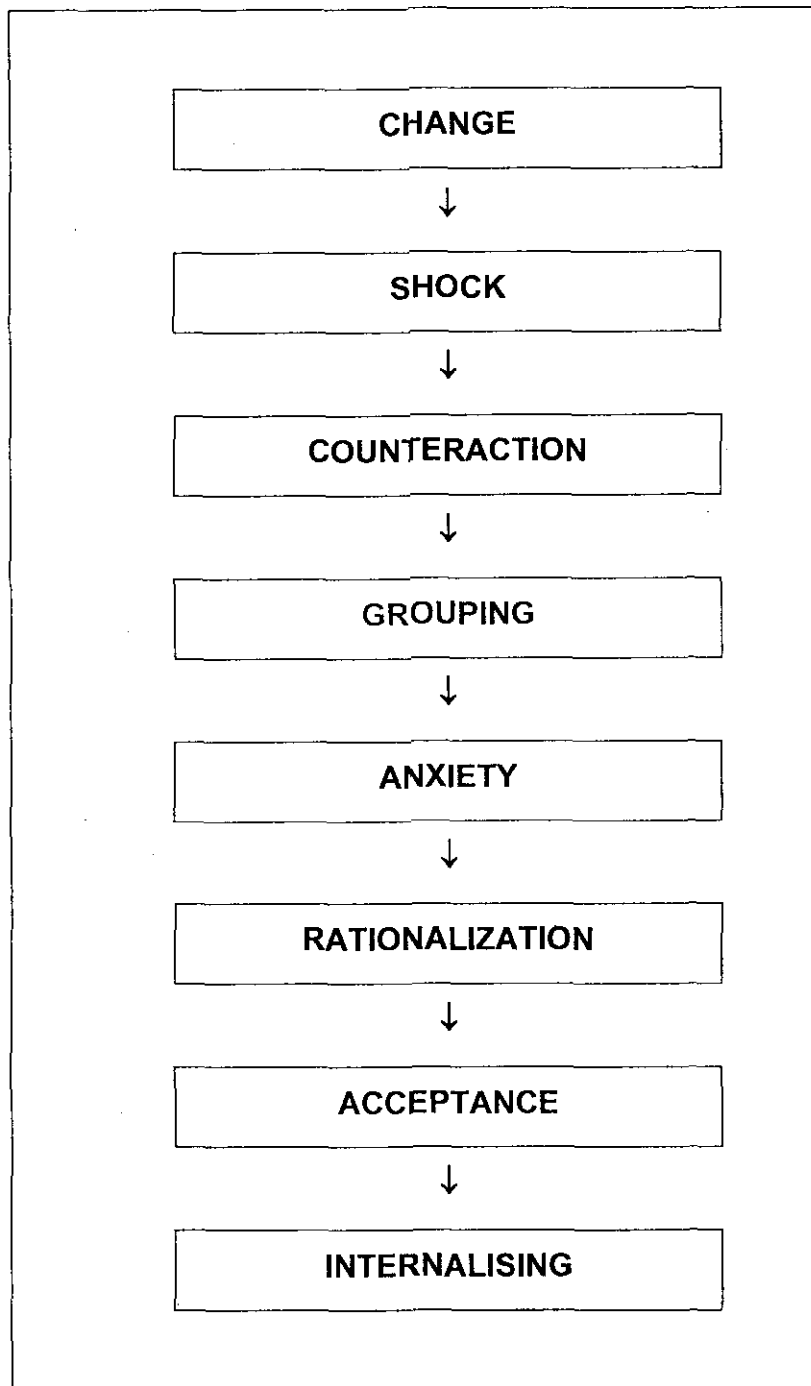 CHANGE
↓
SHOCK
↓
COUNTERACTION
↓
GROUPING
↓
ANXIETY
↓
RATIONALIZATION
↓
ACCEPTANCE
↓
INTERNALISING